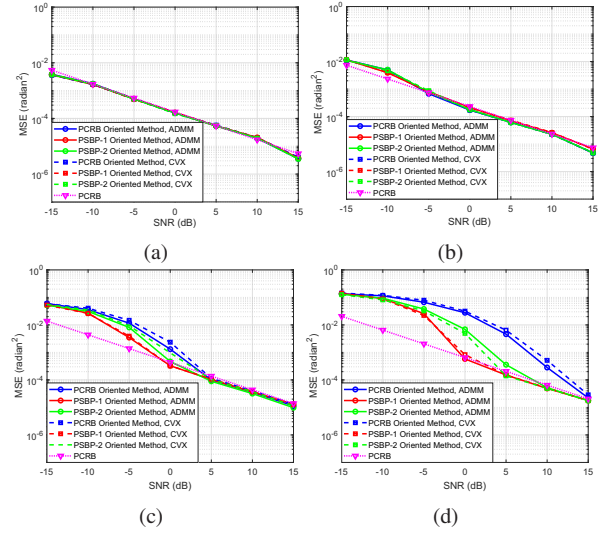 10^0
10^-2
10^-4
10^-6
MSE (radian^2)
PCRB Oriented Method, ADMM
PSBP-1 Oriented Method, ADMM
PSBP-2 Oriented Method, ADMM
PCRB Oriented Method, CVX
PSBP-1 Oriented Method, CVX
PSBP-2 Oriented Method, CVX
PCRB
-15 -10 -5 0 5 10 15
SNR (dB)
(a)
10^0
10^-2
10^-4
10^-6
MSE (radian^2)
PCRB Oriented Method, ADMM
PSBP-1 Oriented Method, ADMM
PSBP-2 Oriented Method, ADMM
PCRB Oriented Method, CVX
PSBP-1 Oriented Method, CVX
PSBP-2 Oriented Method, CVX
PCRB
-15 -10 -5 0 5 10 15
SNR (dB)
(b)
10^0
10^-2
10^-4
10^-6
MSE (radian^2)
PCRB Oriented Method, ADMM
PSBP-1 Oriented Method, ADMM
PSBP-2 Oriented Method, ADMM
PCRB Oriented Method, CVX
PSBP-1 Oriented Method, CVX
PSBP-2 Oriented Method, CVX
PCRB
-15 -10 -5 0 5 10 15
SNR (dB)
(c)
10^0
10^-2
10^-4
10^-6
MSE (radian^2)
PCRB Oriented Method, ADMM
PSBP-1 Oriented Method, ADMM
PSBP-2 Oriented Method, ADMM
PCRB Oriented Method, CVX
PSBP-1 Oriented Method, CVX
PSBP-2 Oriented Method, CVX
PCRB
-15 -10 -5 0 5 10 15
SNR (dB)
(d)